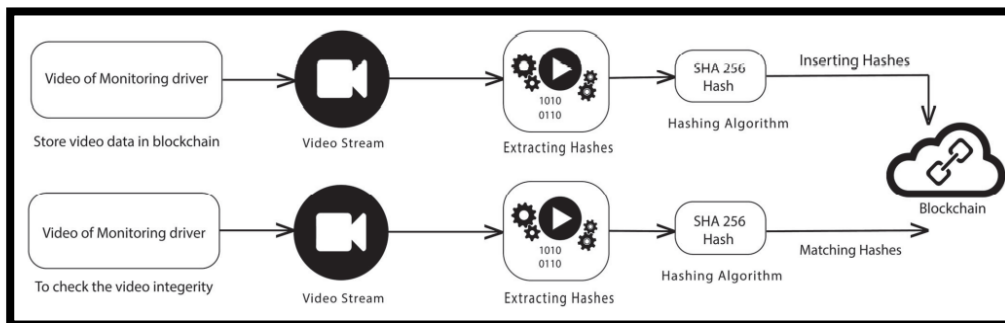 Video of Monitoring driver
Store video data in blockchain
Video Stream
1010
0110
Extracting Hashes
SHA 256
Hash
Hashing Algorithm
Inserting Hashes
Blockchain
Video of Monitoring driver
To check the video integerity
Video Stream
1010
0110
Extracting Hashes
SHA 256
Hash
Hashing Algorithm
Matching Hashes